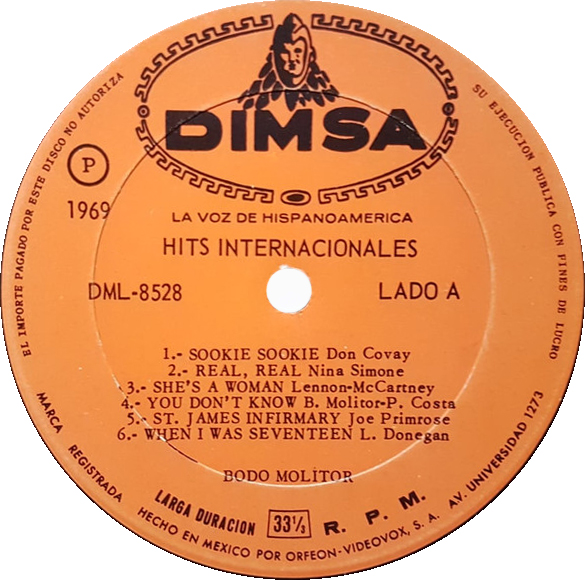 DIMSA
LA VOZ DE HISPANOAMERICA
HITS INTERNACIONALES
P
1969
DML-8528
LADO A
1.- SOOKIE SOOKIE Don Covay
2.- REAL, REAL Nina Simone
3.- SHE'S A WOMAN Lennon-McCartney
4.- YOU DON'T KNOW B. Molitor-P. Costa
5.- ST. JAMES INFIRMARY Joe Primrose
6.- WHEN I WAS SEVENTEEN L. Donegan
BODO MOLITOR
LARGA DURACION 33⅓ R. P. M.
EL IMPORTE PAGADO POR ESTE DISCO NO AUTORIZA
SU EJECUCION PUBLICA CON FINES DE LUCRO
MARCA REGISTRADA
HECHO EN MEXICO POR ORFEON-VIDEOVOX, S. A. AV. UNIVERSIDAD 1273